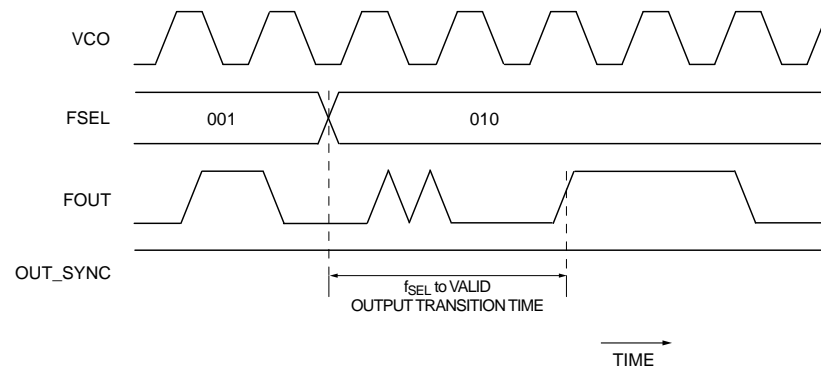 VCO
FSEL
001
010
FOUT
OUT_SYNC
fSEL to VALID
OUTPUT TRANSITION TIME
TIME